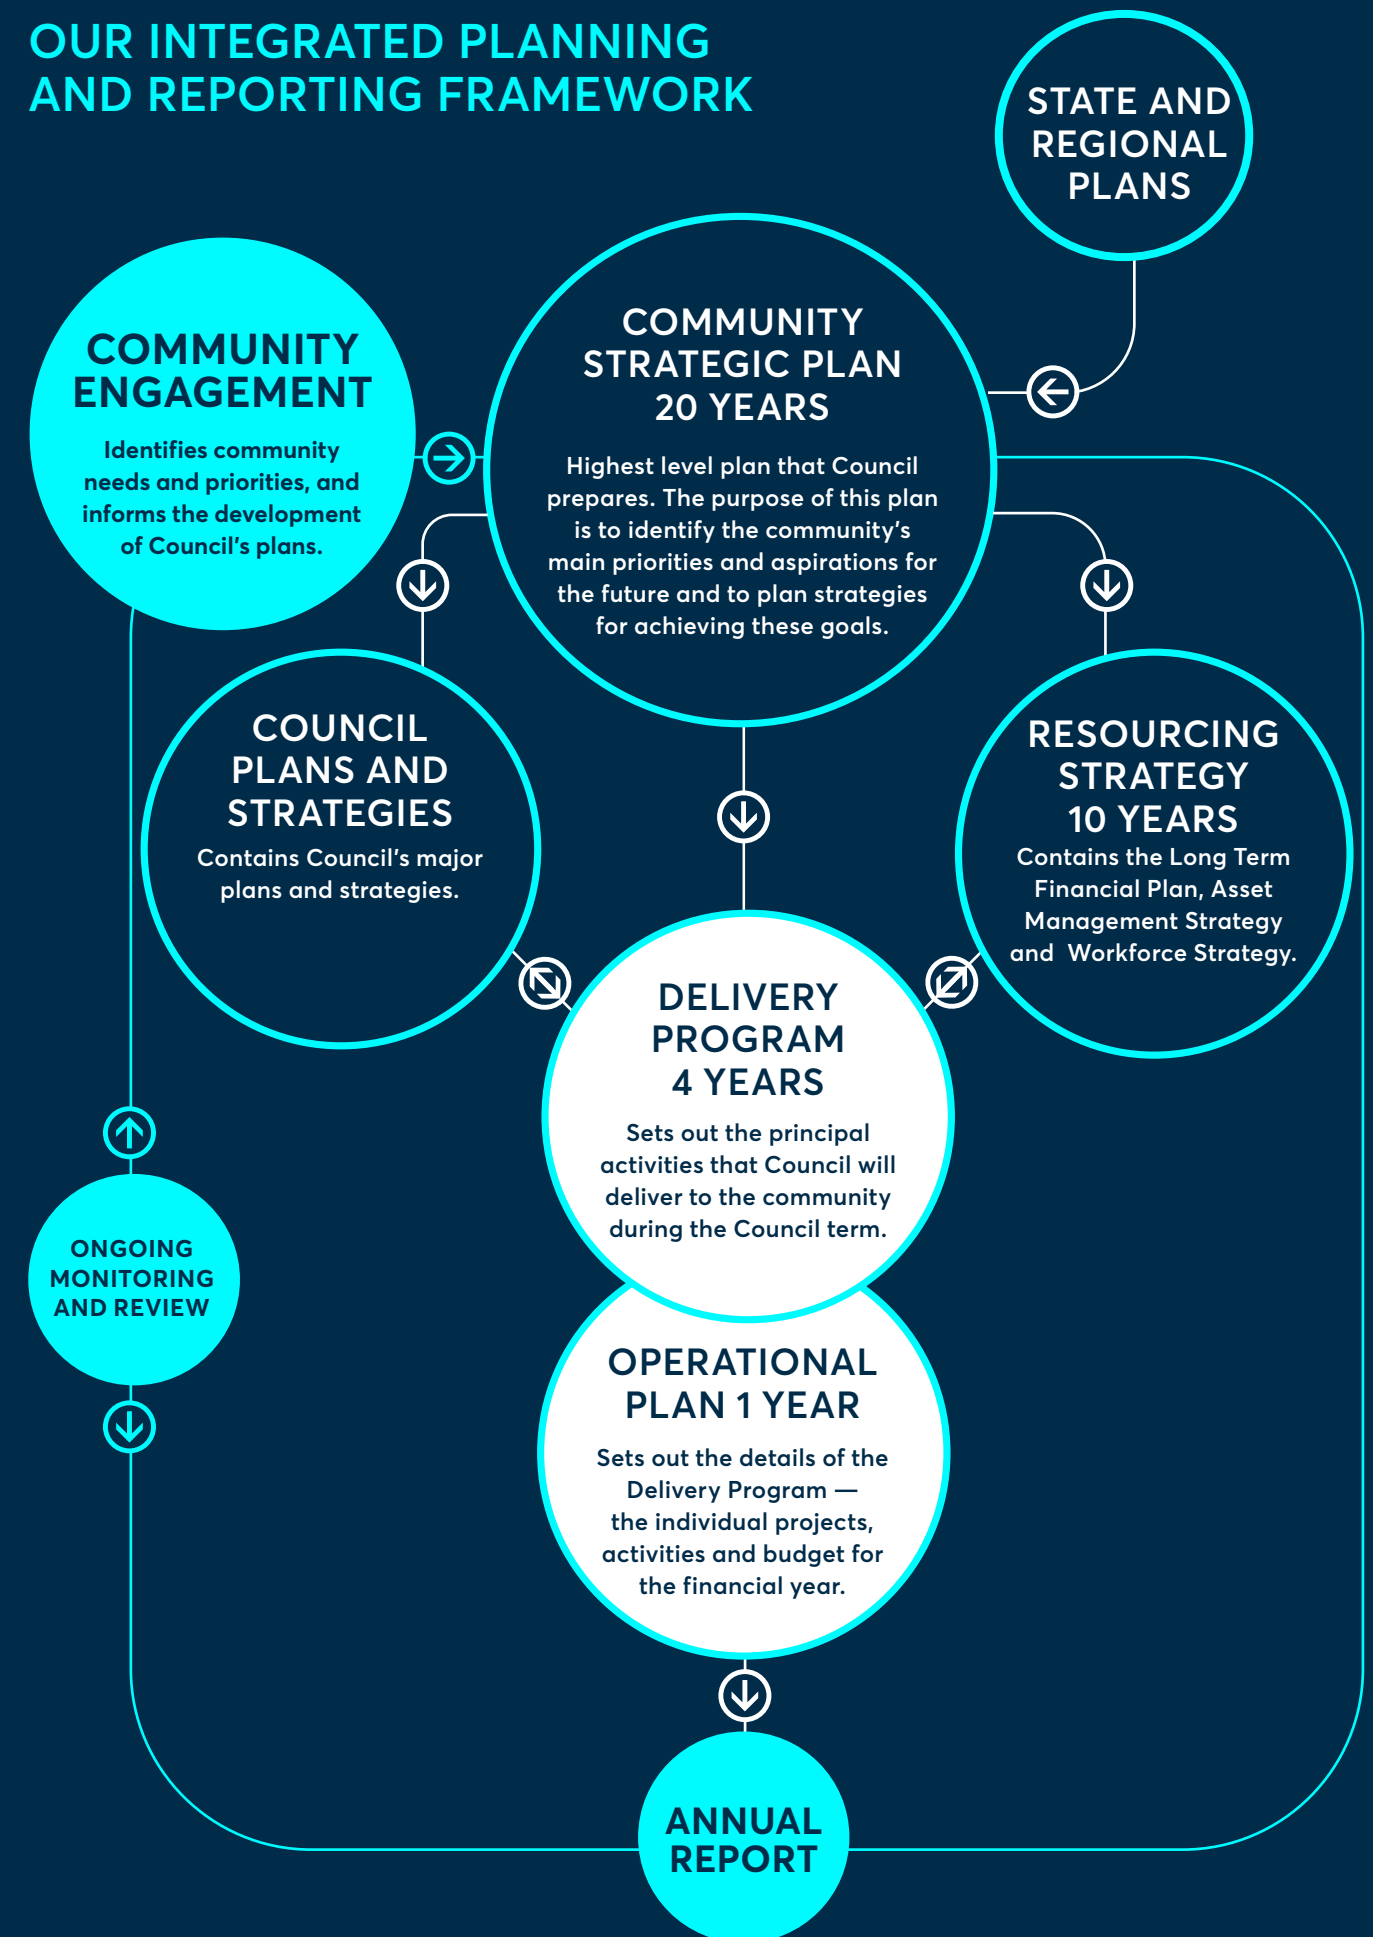 OUR INTEGRATED PLANNING
AND REPORTING FRAMEWORK
STATE AND
REGIONAL
PLANS
COMMUNITY
ENGAGEMENT
Identifies community
needs and priorities, and
informs the development
of Council’s plans.
COMMUNITY
STRATEGIC PLAN
20 YEARS
Highest level plan that Council
prepares. The purpose of this plan
is to identify the community’s
main priorities and aspirations for
the future and to plan strategies
for achieving these goals.
COUNCIL
PLANS AND
STRATEGIES
Contains Council’s major
plans and strategies.
RESOURCING
STRATEGY
10 YEARS
Contains the Long Term
Financial Plan, Asset
Management Strategy
and Workforce Strategy.
DELIVERY
PROGRAM
4 YEARS
Sets out the principal
activities that Council will
deliver to the community
during the Council term.
ONGOING
MONITORING
AND REVIEW
OPERATIONAL
PLAN 1 YEAR
Sets out the details of the
Delivery Program —
the individual projects,
activities and budget for
the financial year.
ANNUAL
REPORT